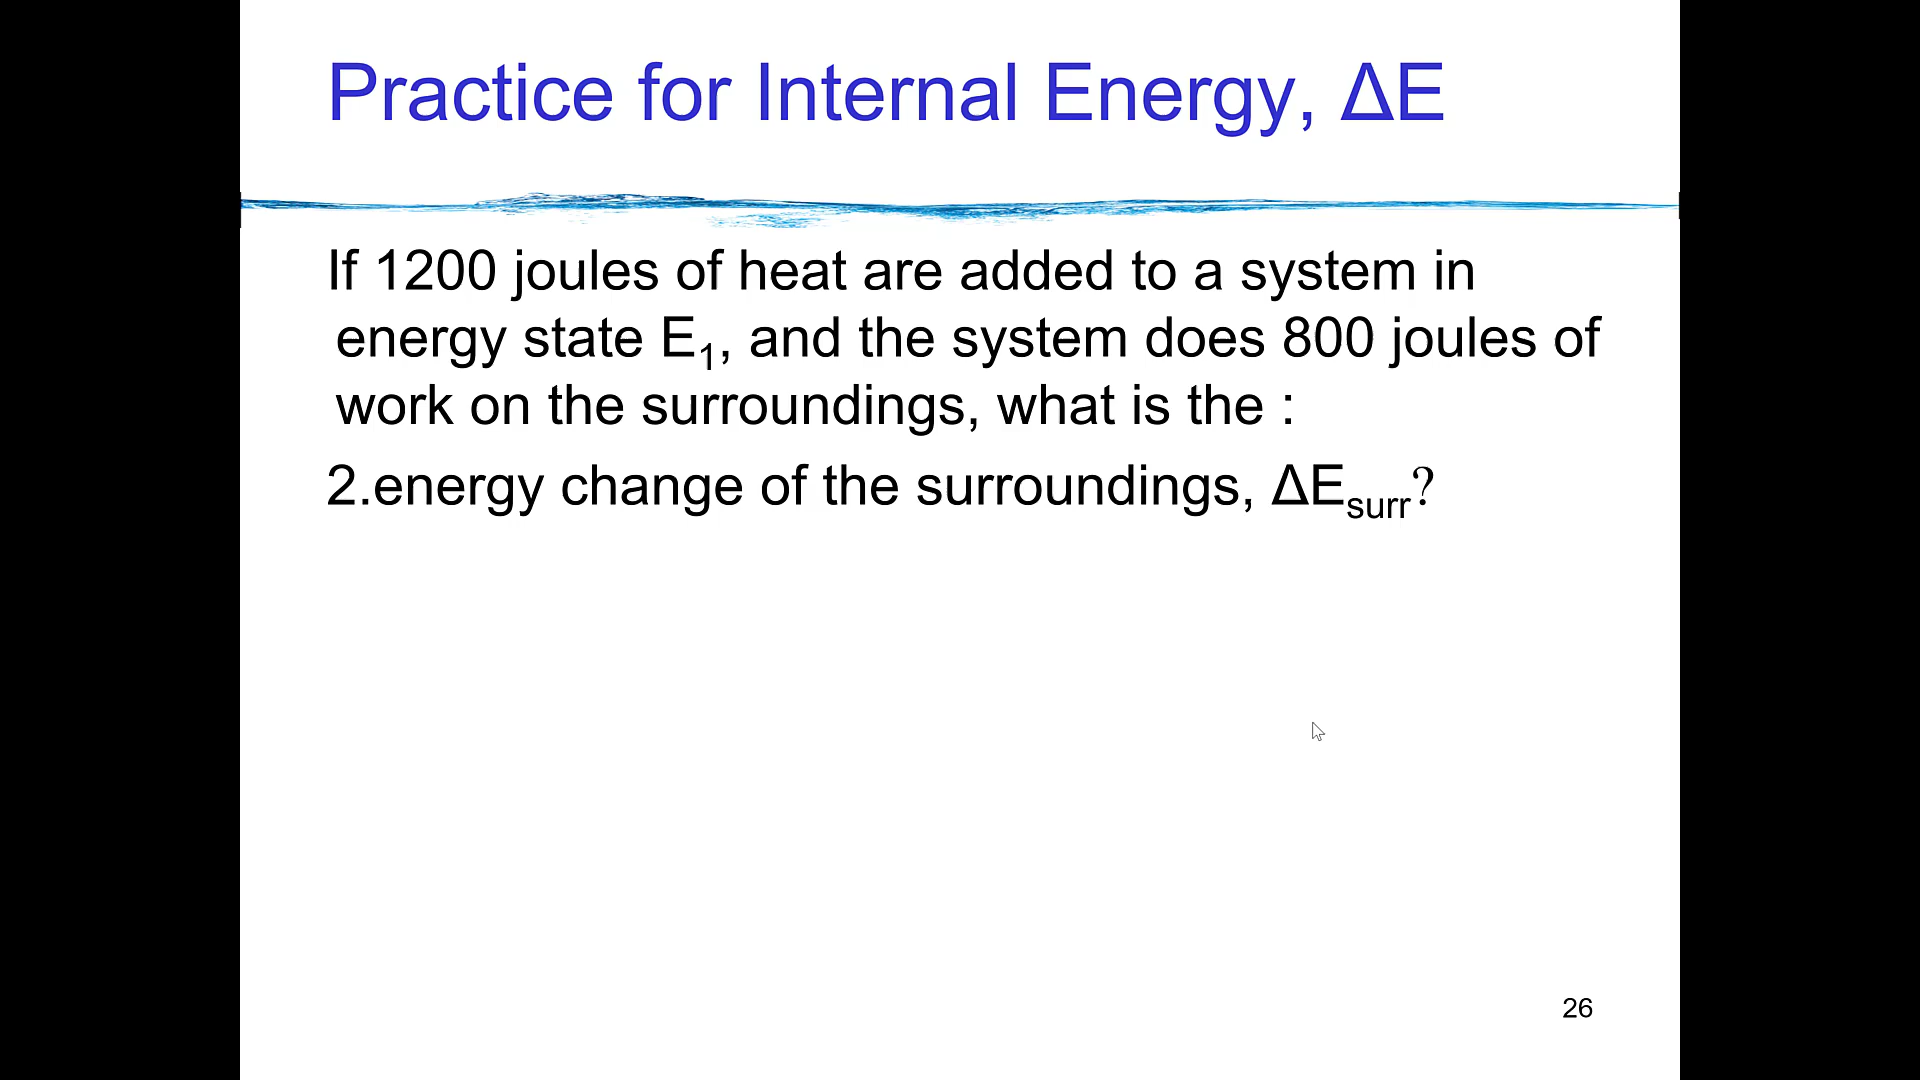 Practice for Internal Energy, ΔE
If 1200 joules of heat are added to a system in
energy state E₁, and the system does 800 joules of
work on the surroundings, what is the :
2.energy change of the surroundings, ΔEsurr?
26